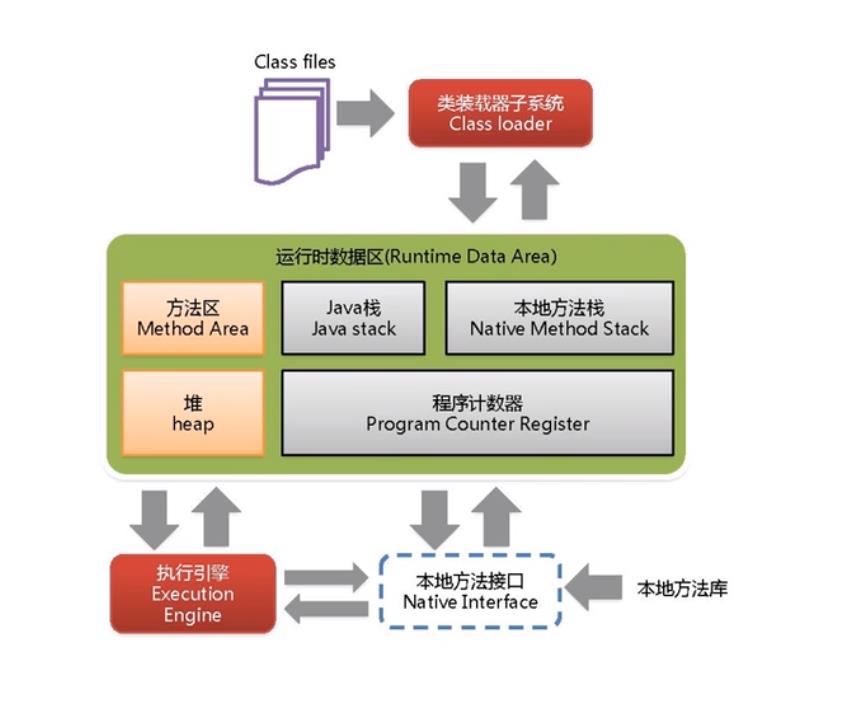 Class files
类装载器子系统
Class loader
运行时数据区(Runtime Data Area)
方法区
Method Area
Java栈
Java stack
本地方法栈
Native Method Stack
堆
heap
程序计数器
Program Counter Register
执行引擎
Execution
Engine
本地方法接口
Native Interface
本地方法库